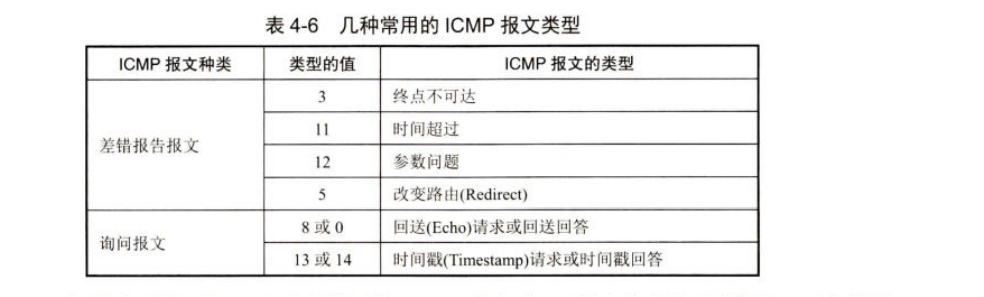 表 4-6 几种常用的 ICMP 报文类型
ICMP 报文种类 类型的值 ICMP 报文的类型
差错报告报文 3 终点不可达
11 时间超过
12 参数问题
5 改变路由(Redirect)
询问报文 8 或 0 回送(Echo)请求或回送回答
13 或 14 时间戳(Timestamp)请求或时间戳回答